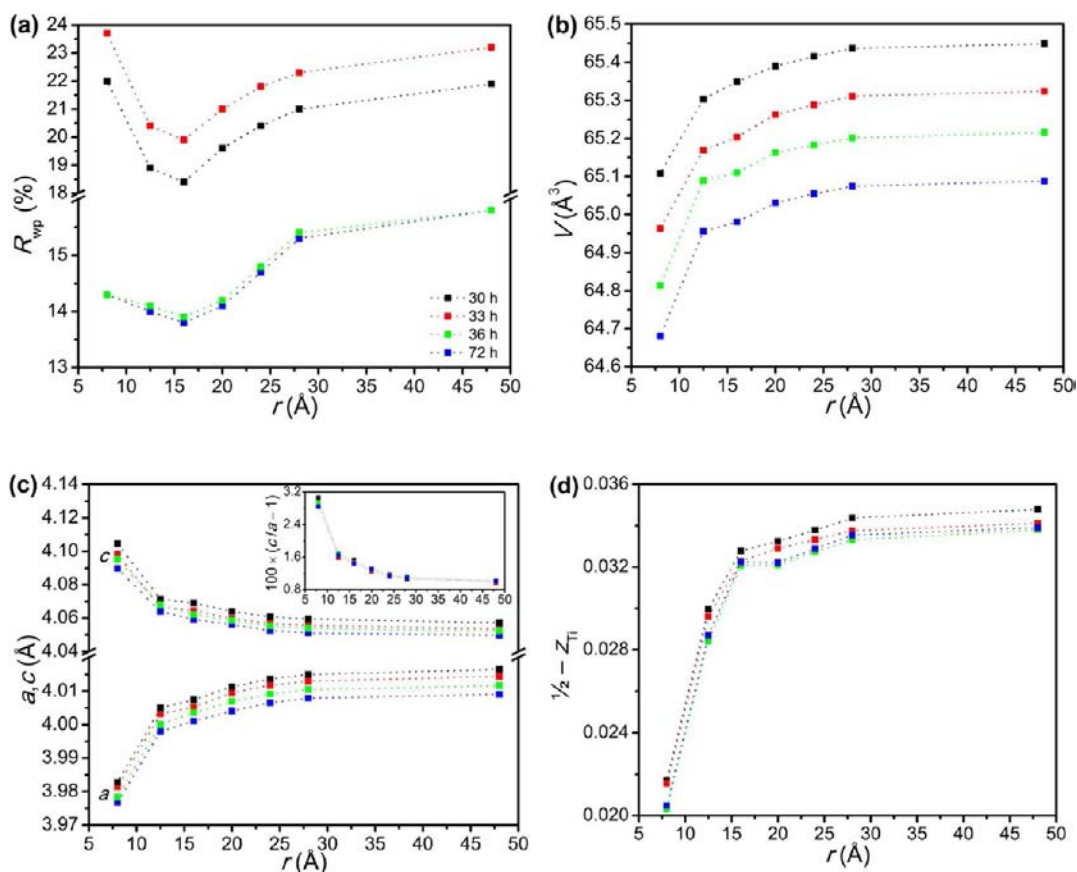 (a)
24
23
22
21
20
19
18
15
14
13
R_wp (%)
30 h
33 h
36 h
72 h
5 10 15 20 25 30 35 40 45 50
r (Å)
(b)
65.5
65.4
65.3
65.2
65.1
65.0
64.9
64.8
64.7
64.6
V (Å³)
5 10 15 20 25 30 35 40 45 50
r (Å)
(c)
4.14
4.12
4.10
4.08
4.06
4.04
4.01
4.00
3.99
3.98
3.97
a,c (Å)
c
a
3.2
2.4
1.6
0.8
100 × (c/a − 1)
5 10 15 20 25 30 35 40 45 50
5 10 15 20 25 30 35 40 45 50
r (Å)
(d)
0.036
0.032
0.028
0.024
0.020
½ − z_Ti
5 10 15 20 25 30 35 40 45 50
r (Å)